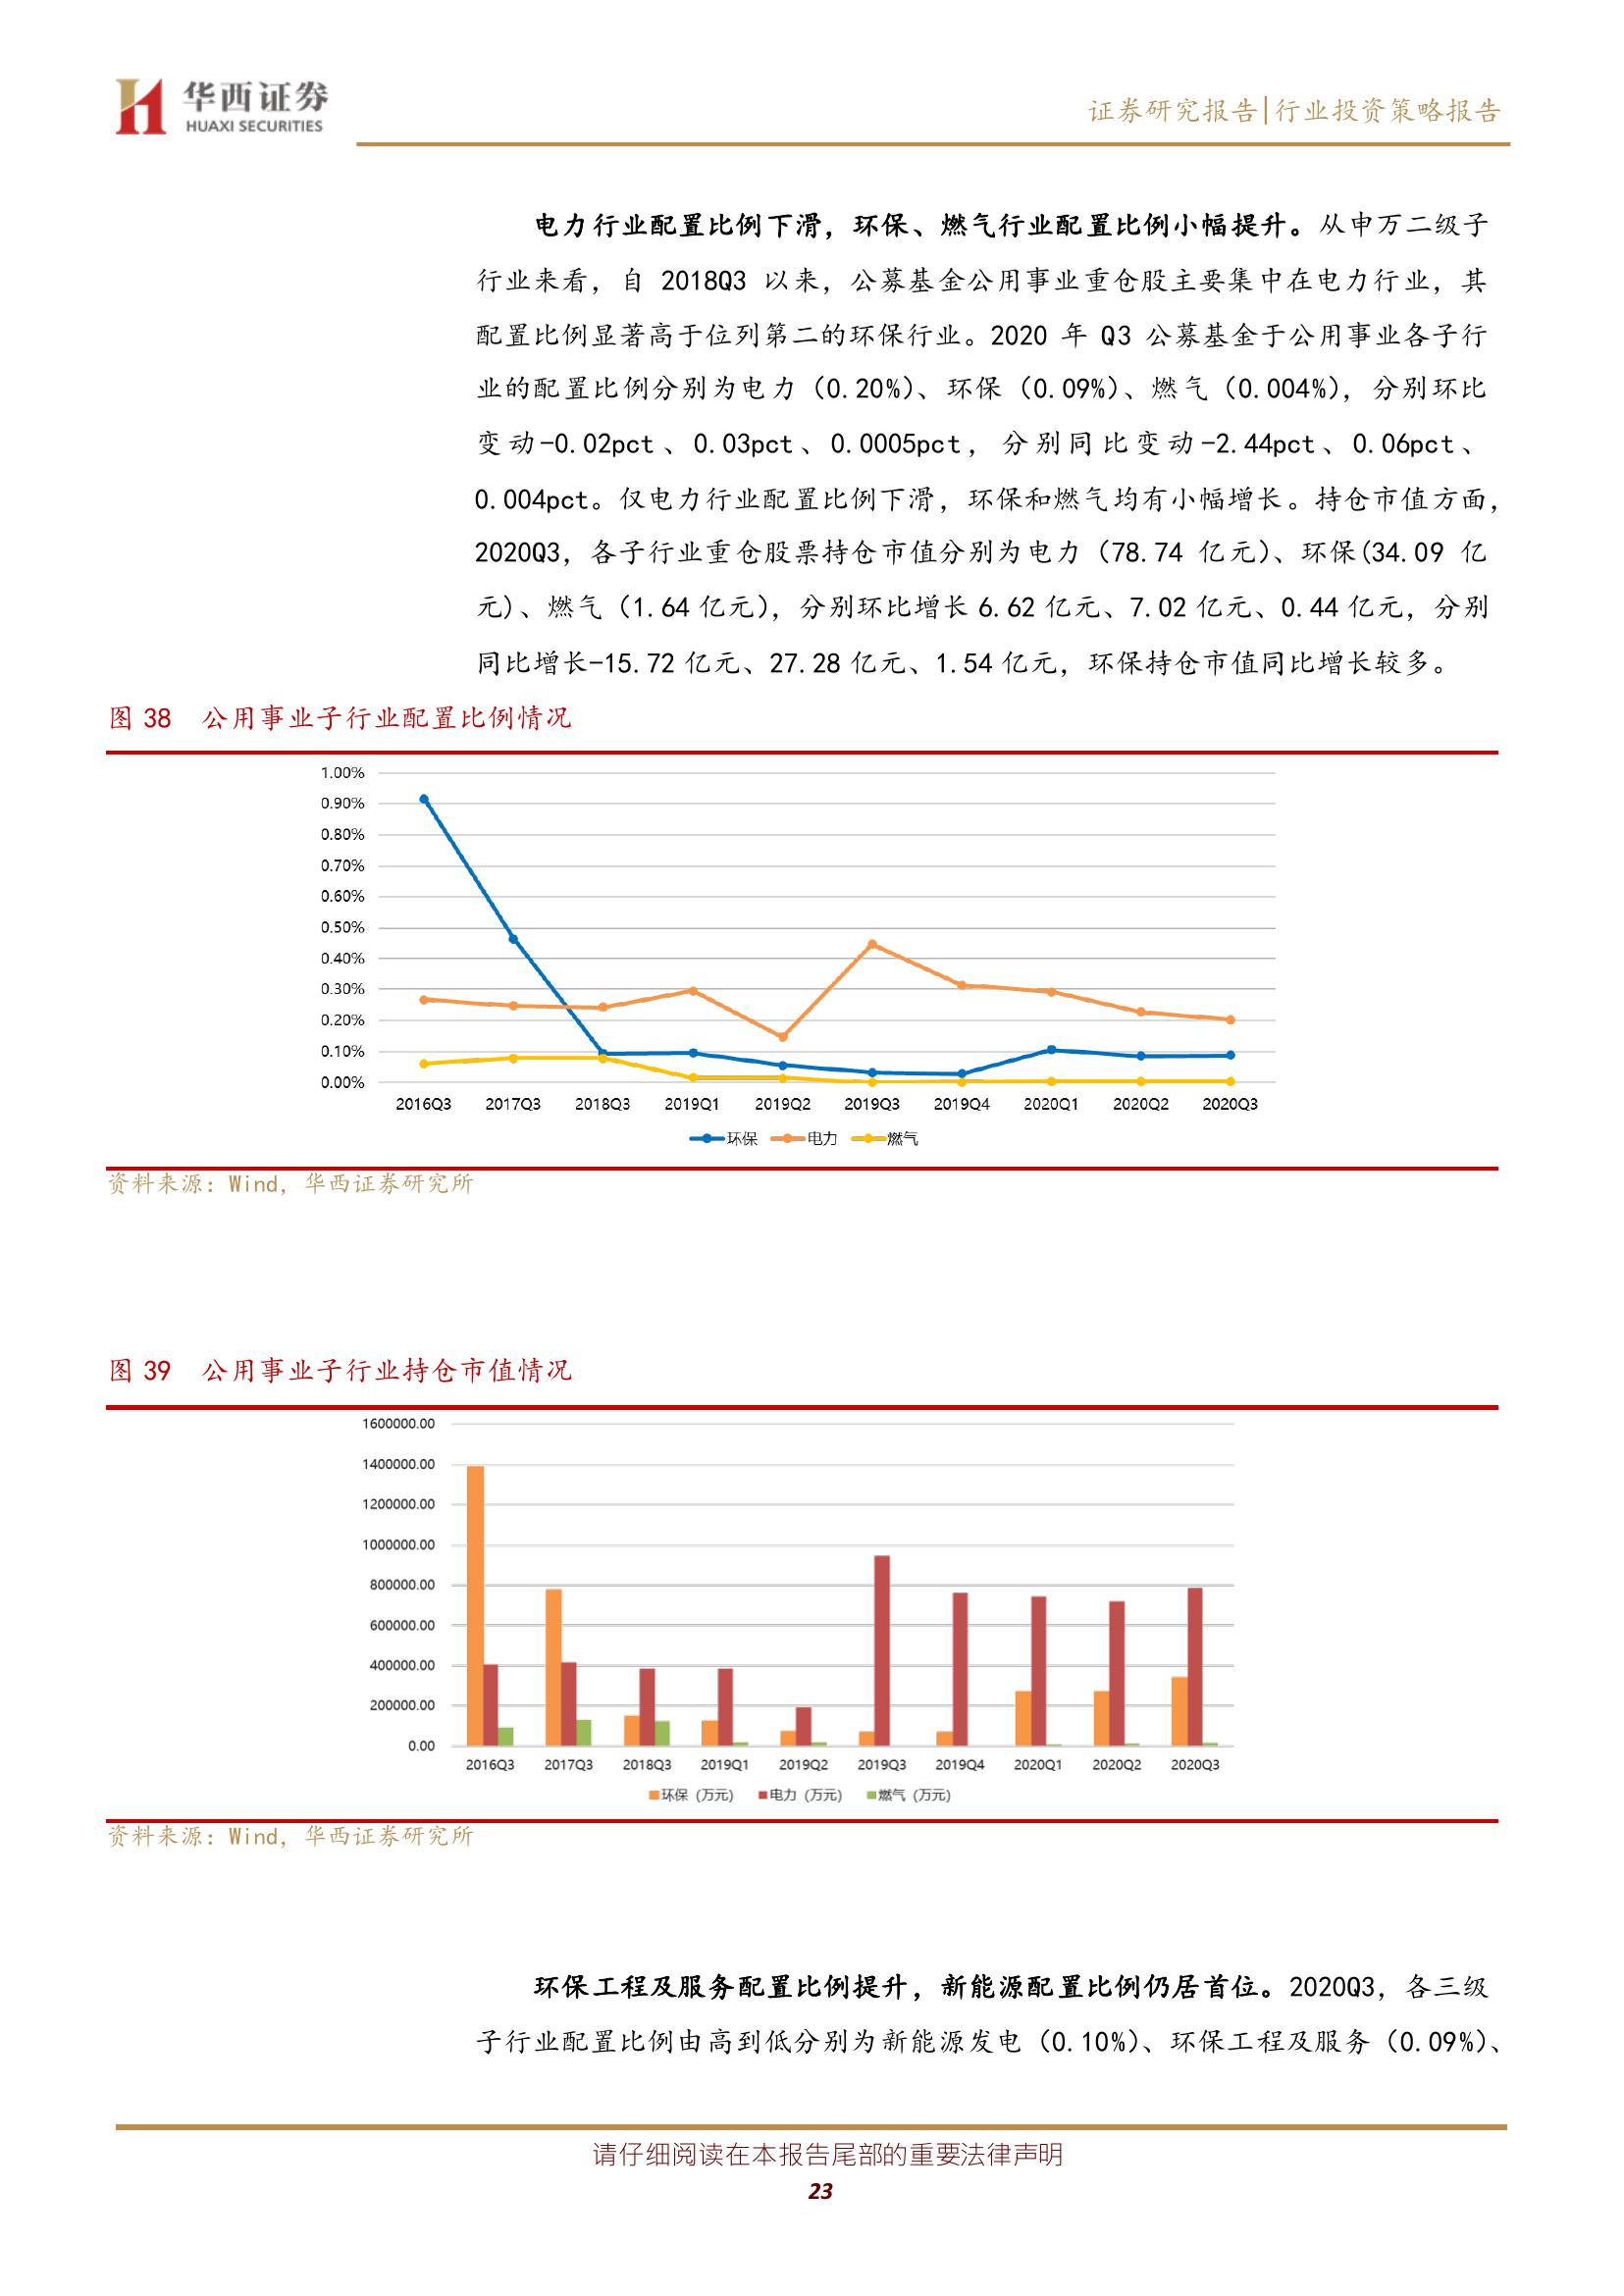 华西证券
HUAXI SECURITIES
证券研究报告|行业投资策略报告
电力行业配置比例下滑，环保、燃气行业配置比例小幅提升。从申万二级子
行业来看，自 2018Q3 以来，公募基金公用事业重仓股主要集中在电力行业，其
配置比例显著高于位列第二的环保行业。2020 年 Q3 公募基金于公用事业各子行
业的配置比例分别为电力（0.20%）、环保（0.09%）、燃气（0.004%），分别环比
变动-0.02pct、0.03pct、0.0005pct，分别同比变动-2.44pct、0.06pct、
0.004pct。仅电力行业配置比例下滑，环保和燃气均有小幅增长。持仓市值方面，
2020Q3，各子行业重仓股票持仓市值分别为电力（78.74 亿元）、环保(34.09 亿
元)、燃气（1.64 亿元），分别环比增长 6.62 亿元、7.02 亿元、0.44 亿元，分别
同比增长-15.72 亿元、27.28 亿元、1.54 亿元，环保持仓市值同比增长较多。
图 38 公用事业子行业配置比例情况
1.00%
0.90%
0.80%
0.70%
0.60%
0.50%
0.40%
0.30%
0.20%
0.10%
0.00%
2016Q3 2017Q3 2018Q3 2019Q1 2019Q2 2019Q3 2019Q4 2020Q1 2020Q2 2020Q3
环保 电力 燃气
资料来源：Wind，华西证券研究所
图 39 公用事业子行业持仓市值情况
1600000.00
1400000.00
1200000.00
1000000.00
800000.00
600000.00
400000.00
200000.00
0.00
2016Q3 2017Q3 2018Q3 2019Q1 2019Q2 2019Q3 2019Q4 2020Q1 2020Q2 2020Q3
环保（万元） 电力（万元） 燃气（万元）
资料来源：Wind，华西证券研究所
环保工程及服务配置比例提升，新能源配置比例仍居首位。2020Q3，各三级
子行业配置比例由高到低分别为新能源发电（0.10%）、环保工程及服务（0.09%）、
请仔细阅读在本报告尾部的重要法律声明
23